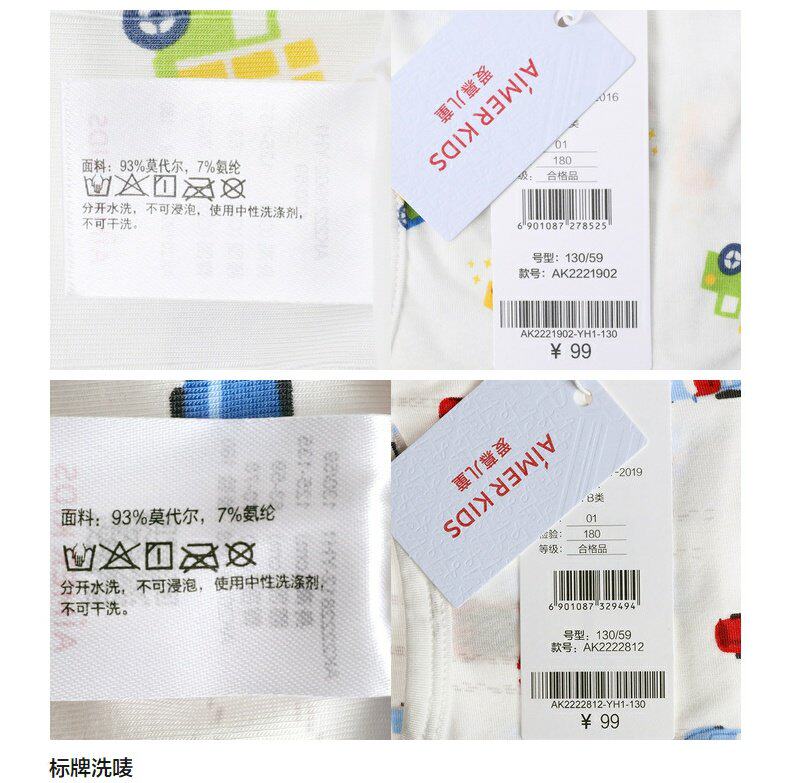 面料：93%莫代尔，7%氨纶
分开水洗，不可浸泡，使用中性洗涤剂，
不可干洗。
AiMER KIDS
爱慕儿童
2016
类
01
180
级：合格品
6 901087 278525
号型：130/59
款号：AK2221902
AK2221902-YH1-130
¥ 99
面料：93%莫代尔，7%氨纶
分开水洗，不可浸泡，使用中性洗涤剂，
不可干洗。
AiMER KIDS
爱慕儿童
-2019
B类
01
检验：180
等级：合格品
6 901087 329494
号型：130/59
款号：AK2222812
AK2222812-YH1-130
¥ 99
标牌洗唛